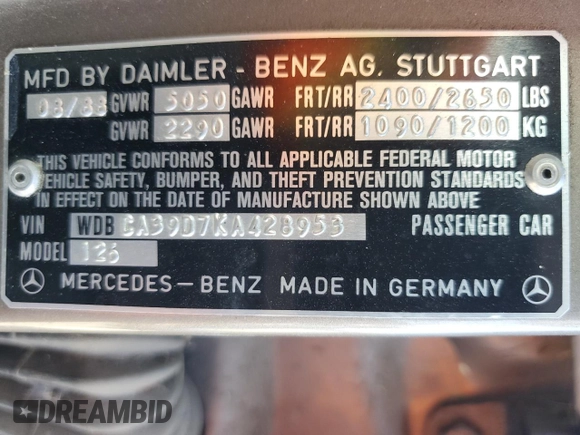 MFD BY DAIMLER - BENZ AG. STUTTGART
08/88 GVWR 5050 GAWR FRT/RR 2400/2650 LBS
GVWR 2290 GAWR FRT/RR 1090/1200 KG
THIS VEHICLE CONFORMS TO ALL APPLICABLE FEDERAL MOTOR
VEHICLE SAFETY, BUMPER, AND THEFT PREVENTION STANDARDS
IN EFFECT ON THE DATE OF MANUFACTURE SHOWN ABOVE
VIN WDB CA39D7KA428953 PASSENGER CAR
MODEL 126
MERCEDES-BENZ MADE IN GERMANY
DREAMBID